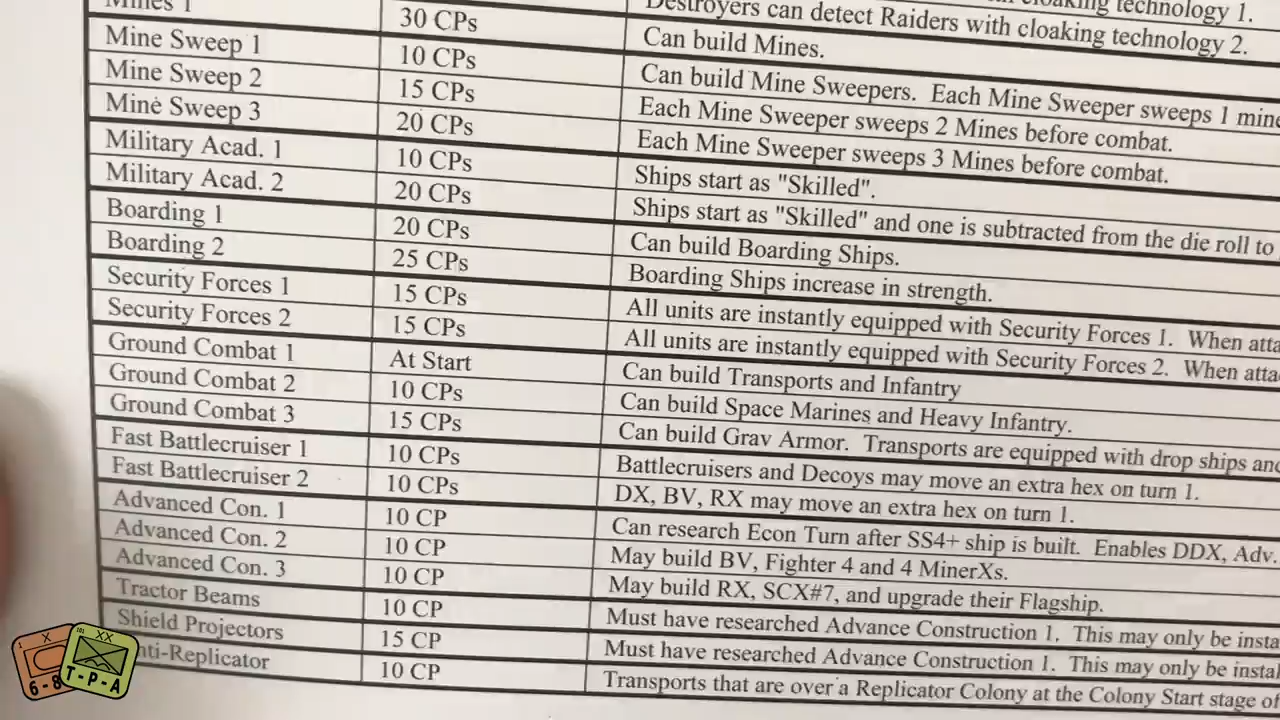 cloaking technology 1.
Destroyers can detect Raiders with cloaking technology 2.
Mines 1 30 CPs Can build Mines.
Mine Sweep 1 10 CPs Can build Mine Sweepers. Each Mine Sweeper sweeps 1 mine
Mine Sweep 2 15 CPs Each Mine Sweeper sweeps 2 Mines before combat.
Mine Sweep 3 20 CPs Each Mine Sweeper sweeps 3 Mines before combat.
Military Acad. 1 10 CPs Ships start as "Skilled".
Military Acad. 2 20 CPs Ships start as "Skilled" and one is subtracted from the die roll to
Boarding 1 20 CPs Can build Boarding Ships.
Boarding 2 25 CPs Boarding Ships increase in strength.
Security Forces 1 15 CPs All units are instantly equipped with Security Forces 1. When atta
Security Forces 2 15 CPs All units are instantly equipped with Security Forces 2. When attac
Ground Combat 1 At Start Can build Transports and Infantry
Ground Combat 2 10 CPs Can build Space Marines and Heavy Infantry.
Ground Combat 3 15 CPs Can build Grav Armor. Transports are equipped with drop ships and
Fast Battlecruiser 1 10 CPs Battlecruisers and Decoys may move an extra hex on turn 1.
Fast Battlecruiser 2 10 CPs DX, BV, RX may move an extra hex on turn 1.
Advanced Con. 1 10 CP Can research Econ Turn after SS4+ ship is built. Enables DDX, Adv.
Advanced Con. 2 10 CP May build BV, Fighter 4 and 4 MinerXs.
Advanced Con. 3 10 CP May build RX, SCX#7, and upgrade their Flagship.
Tractor Beams 10 CP Must have researched Advance Construction 1. This may only be insta
Shield Projectors 15 CP Must have researched Advance Construction 1. This may only be instal
nti-Replicator 10 CP Transports that are over a Replicator Colony at the Colony Start stage of
X XX
6-8 T-P-A